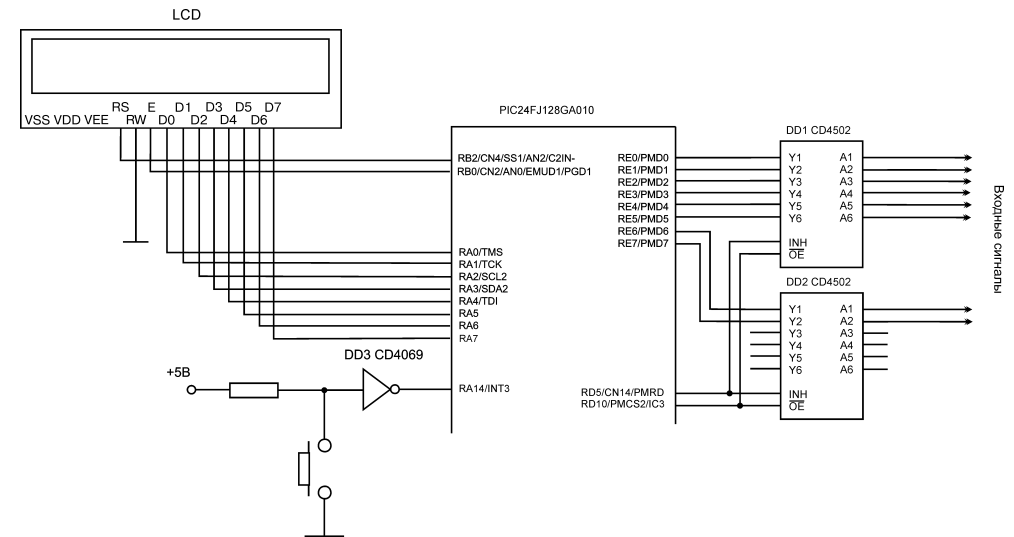 LCD
RS E D1 D3 D5 D7
VSS VDD VEE RW D0 D2 D4 D6
PIC24FJ128GA010
RB2/CN4/SS1/AN2/C2IN-
RB0/CN2/AN0/EMUD1/PGD1
RA0/TMS
RA1/TCK
RA2/SCL2
RA3/SDA2
RA4/TDI
RA5
RA6
RA7
RA14/INT3
RE0/PMD0
RE1/PMD1
RE2/PMD2
RE3/PMD3
RE4/PMD4
RE5/PMD5
RE6/PMD6
RE7/PMD7
RD5/CN14/PMRD
RD10/PMCS2/IC3
DD3 CD4069
+5В
DD1 CD4502
Y1 A1
Y2 A2
Y3 A3
Y4 A4
Y5 A5
Y6 A6
INH
OE
DD2 CD4502
Y1 A1
Y2 A2
Y3 A3
Y4 A4
Y5 A5
Y6 A6
INH
OE
Входные сигналы